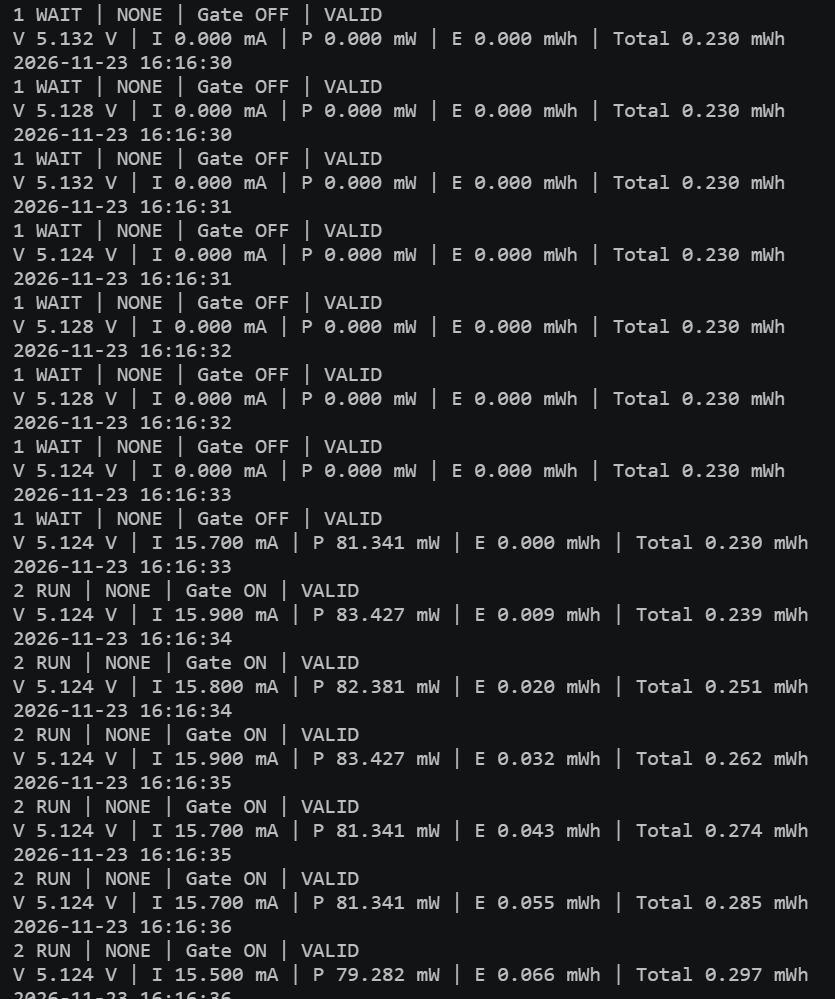 1 WAIT | NONE | Gate OFF | VALID
V 5.132 V | I 0.000 mA | P 0.000 mW | E 0.000 mWh | Total 0.230 mWh
2026-11-23 16:16:30
1 WAIT | NONE | Gate OFF | VALID
V 5.128 V | I 0.000 mA | P 0.000 mW | E 0.000 mWh | Total 0.230 mWh
2026-11-23 16:16:30
1 WAIT | NONE | Gate OFF | VALID
V 5.132 V | I 0.000 mA | P 0.000 mW | E 0.000 mWh | Total 0.230 mWh
2026-11-23 16:16:31
1 WAIT | NONE | Gate OFF | VALID
V 5.124 V | I 0.000 mA | P 0.000 mW | E 0.000 mWh | Total 0.230 mWh
2026-11-23 16:16:31
1 WAIT | NONE | Gate OFF | VALID
V 5.128 V | I 0.000 mA | P 0.000 mW | E 0.000 mWh | Total 0.230 mWh
2026-11-23 16:16:32
1 WAIT | NONE | Gate OFF | VALID
V 5.128 V | I 0.000 mA | P 0.000 mW | E 0.000 mWh | Total 0.230 mWh
2026-11-23 16:16:32
1 WAIT | NONE | Gate OFF | VALID
V 5.124 V | I 0.000 mA | P 0.000 mW | E 0.000 mWh | Total 0.230 mWh
2026-11-23 16:16:33
1 WAIT | NONE | Gate OFF | VALID
V 5.124 V | I 15.700 mA | P 81.341 mW | E 0.000 mWh | Total 0.230 mWh
2026-11-23 16:16:33
2 RUN | NONE | Gate ON | VALID
V 5.124 V | I 15.900 mA | P 83.427 mW | E 0.009 mWh | Total 0.239 mWh
2026-11-23 16:16:34
2 RUN | NONE | Gate ON | VALID
V 5.124 V | I 15.800 mA | P 82.381 mW | E 0.020 mWh | Total 0.251 mWh
2026-11-23 16:16:34
2 RUN | NONE | Gate ON | VALID
V 5.124 V | I 15.900 mA | P 83.427 mW | E 0.032 mWh | Total 0.262 mWh
2026-11-23 16:16:35
2 RUN | NONE | Gate ON | VALID
V 5.124 V | I 15.700 mA | P 81.341 mW | E 0.043 mWh | Total 0.274 mWh
2026-11-23 16:16:35
2 RUN | NONE | Gate ON | VALID
V 5.124 V | I 15.700 mA | P 81.341 mW | E 0.055 mWh | Total 0.285 mWh
2026-11-23 16:16:36
2 RUN | NONE | Gate ON | VALID
V 5.124 V | I 15.500 mA | P 79.282 mW | E 0.066 mWh | Total 0.297 mWh
2026-11-23 16:16:36